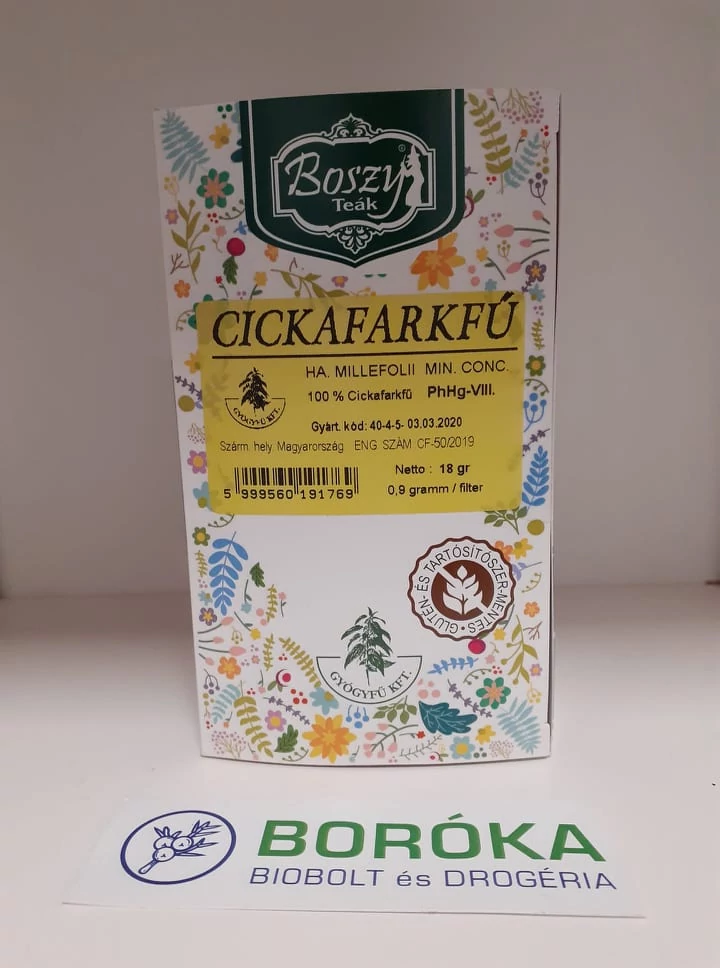 Boszy®
Teák
CICKAFARKFŰ
HA. MILLEFOLII MIN. CONC.
100 % Cickafarkfű PhHg-VIII.
GYÓGYFŰ KFT.
Gyárt. kód: 40-4-5- 03.03.2020
Szárm. hely. Magyarország ENG. SZÁM. CF-50/2019
Netto : 18 gr
0,9 gramm / filter
5 999560 191769
GLUTÉN- ÉS TARTÓSÍTÓSZER-MENTES
GYÓGYFŰ KFT.
BORÓKA
BIOBOLT és DROGÉRIA